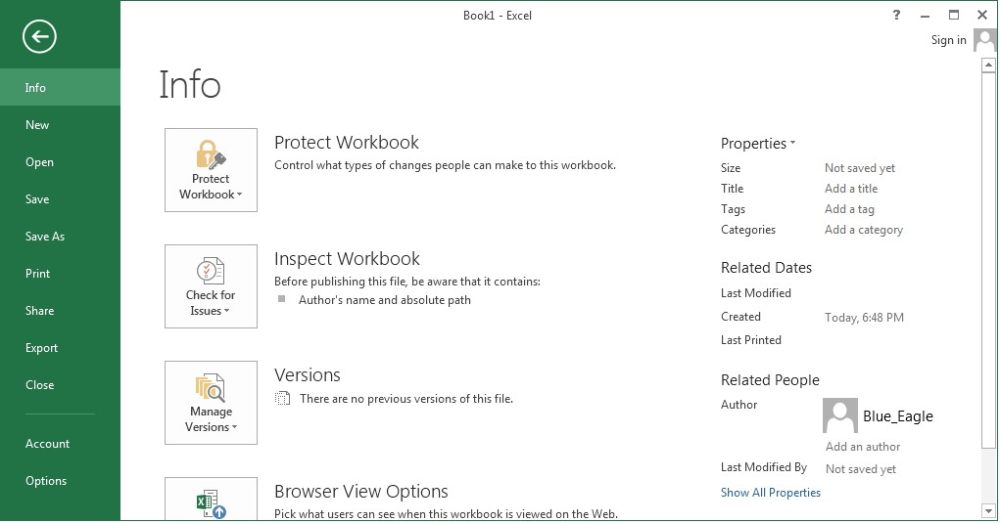 Book1 - Excel
?
Sign in
Info
New
Open
Save
Save As
Print
Share
Export
Close
Account
Options
Info
Protect
Workbook
Protect Workbook
Control what types of changes people can make to this workbook.
Check for
Issues
Inspect Workbook
Before publishing this file, be aware that it contains:
Author's name and absolute path
Manage
Versions
Versions
There are no previous versions of this file.
Browser View Options
Pick what users can see when this workbook is viewed on the Web.
Properties
Size Not saved yet
Title Add a title
Tags Add a tag
Categories Add a category
Related Dates
Last Modified
Created Today, 6:48 PM
Last Printed
Related People
Author Blue_Eagle
Add an author
Last Modified By Not saved yet
Show All Properties